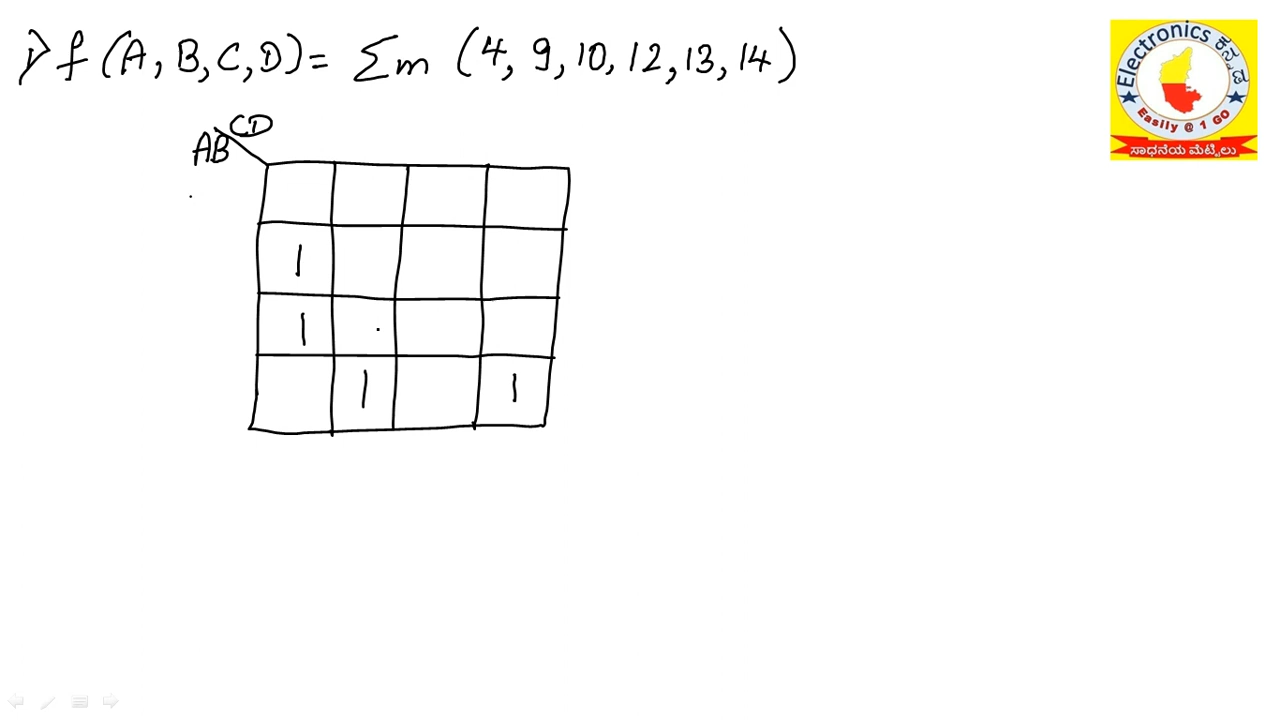 1) f (A, B, C, D) = Σm (4, 9, 10, 12, 13, 14)
Electronics ಕನ್ನಡ
Easily @ 1 GO
ಸಾಧನೆಯ ಮೆಟ್ಟಿಲು
CD
AB
1
1
1 1